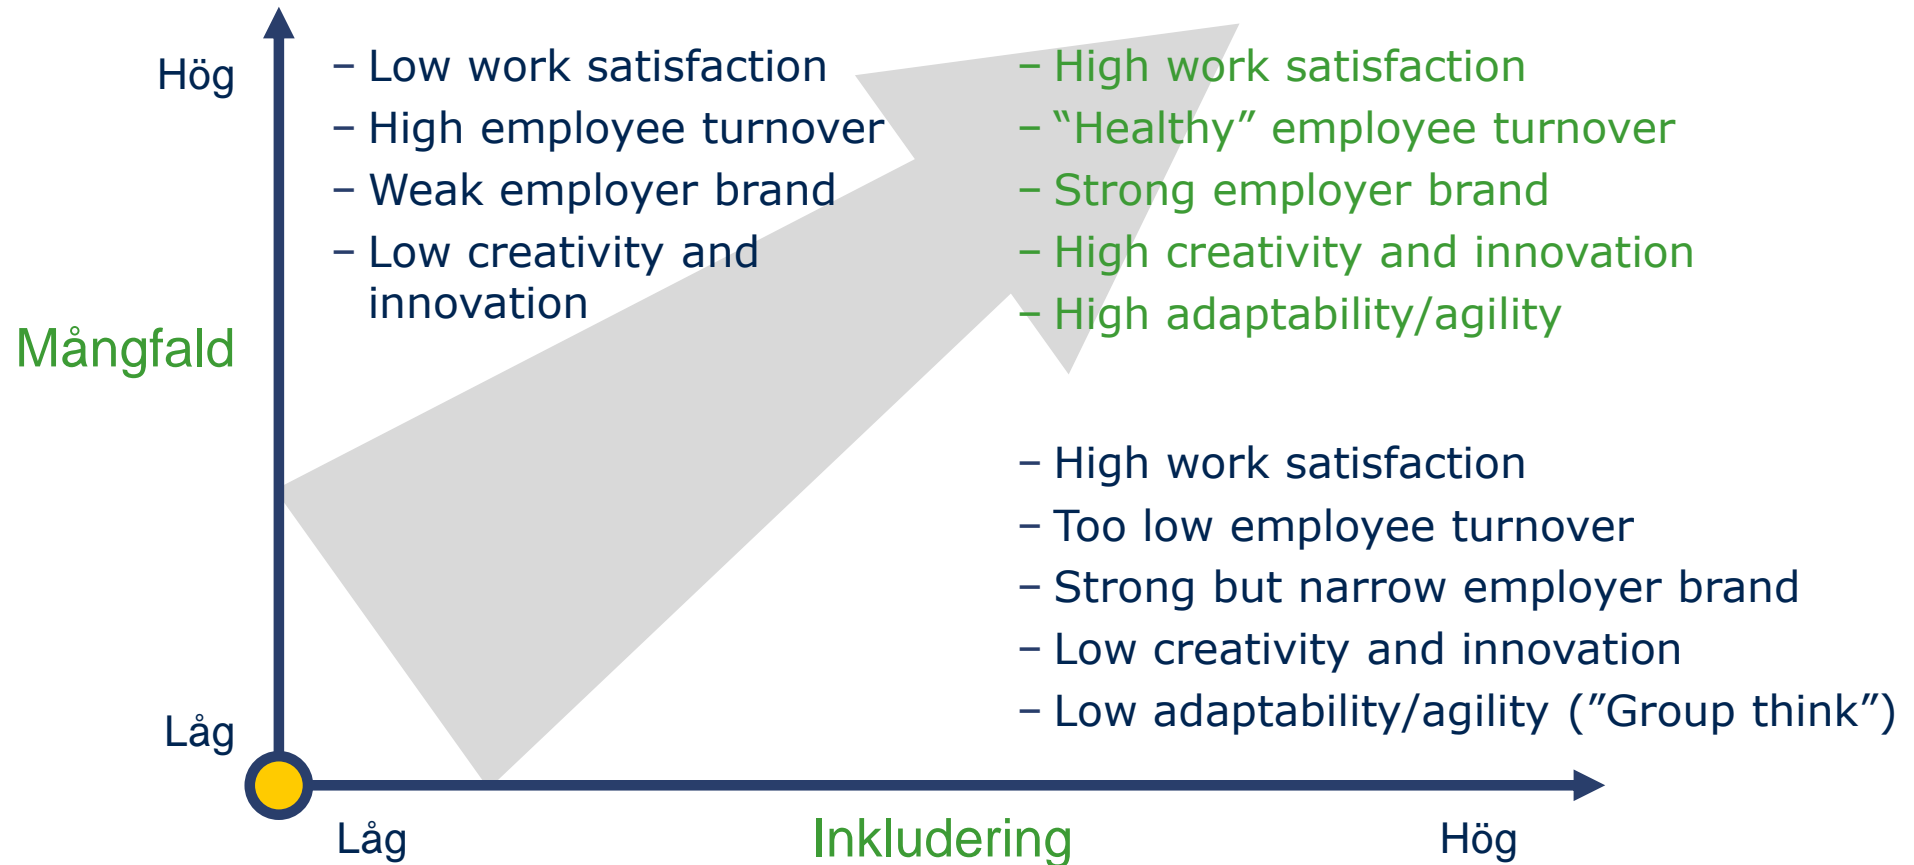 Hög
– Low work satisfaction
– High employee turnover
– Weak employer brand
– Low creativity and
innovation
– High work satisfaction
– “Healthy” employee turnover
– Strong employer brand
– High creativity and innovation
– High adaptability/agility
Mångfald
– High work satisfaction
– Too low employee turnover
– Strong but narrow employer brand
– Low creativity and innovation
– Low adaptability/agility (”Group think”)
Låg
Låg
Inkludering
Hög